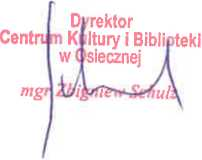 Dyrektor
Centrum Kultury i Biblioteki
w Osiecznej
mgr Zbigniew Schulz